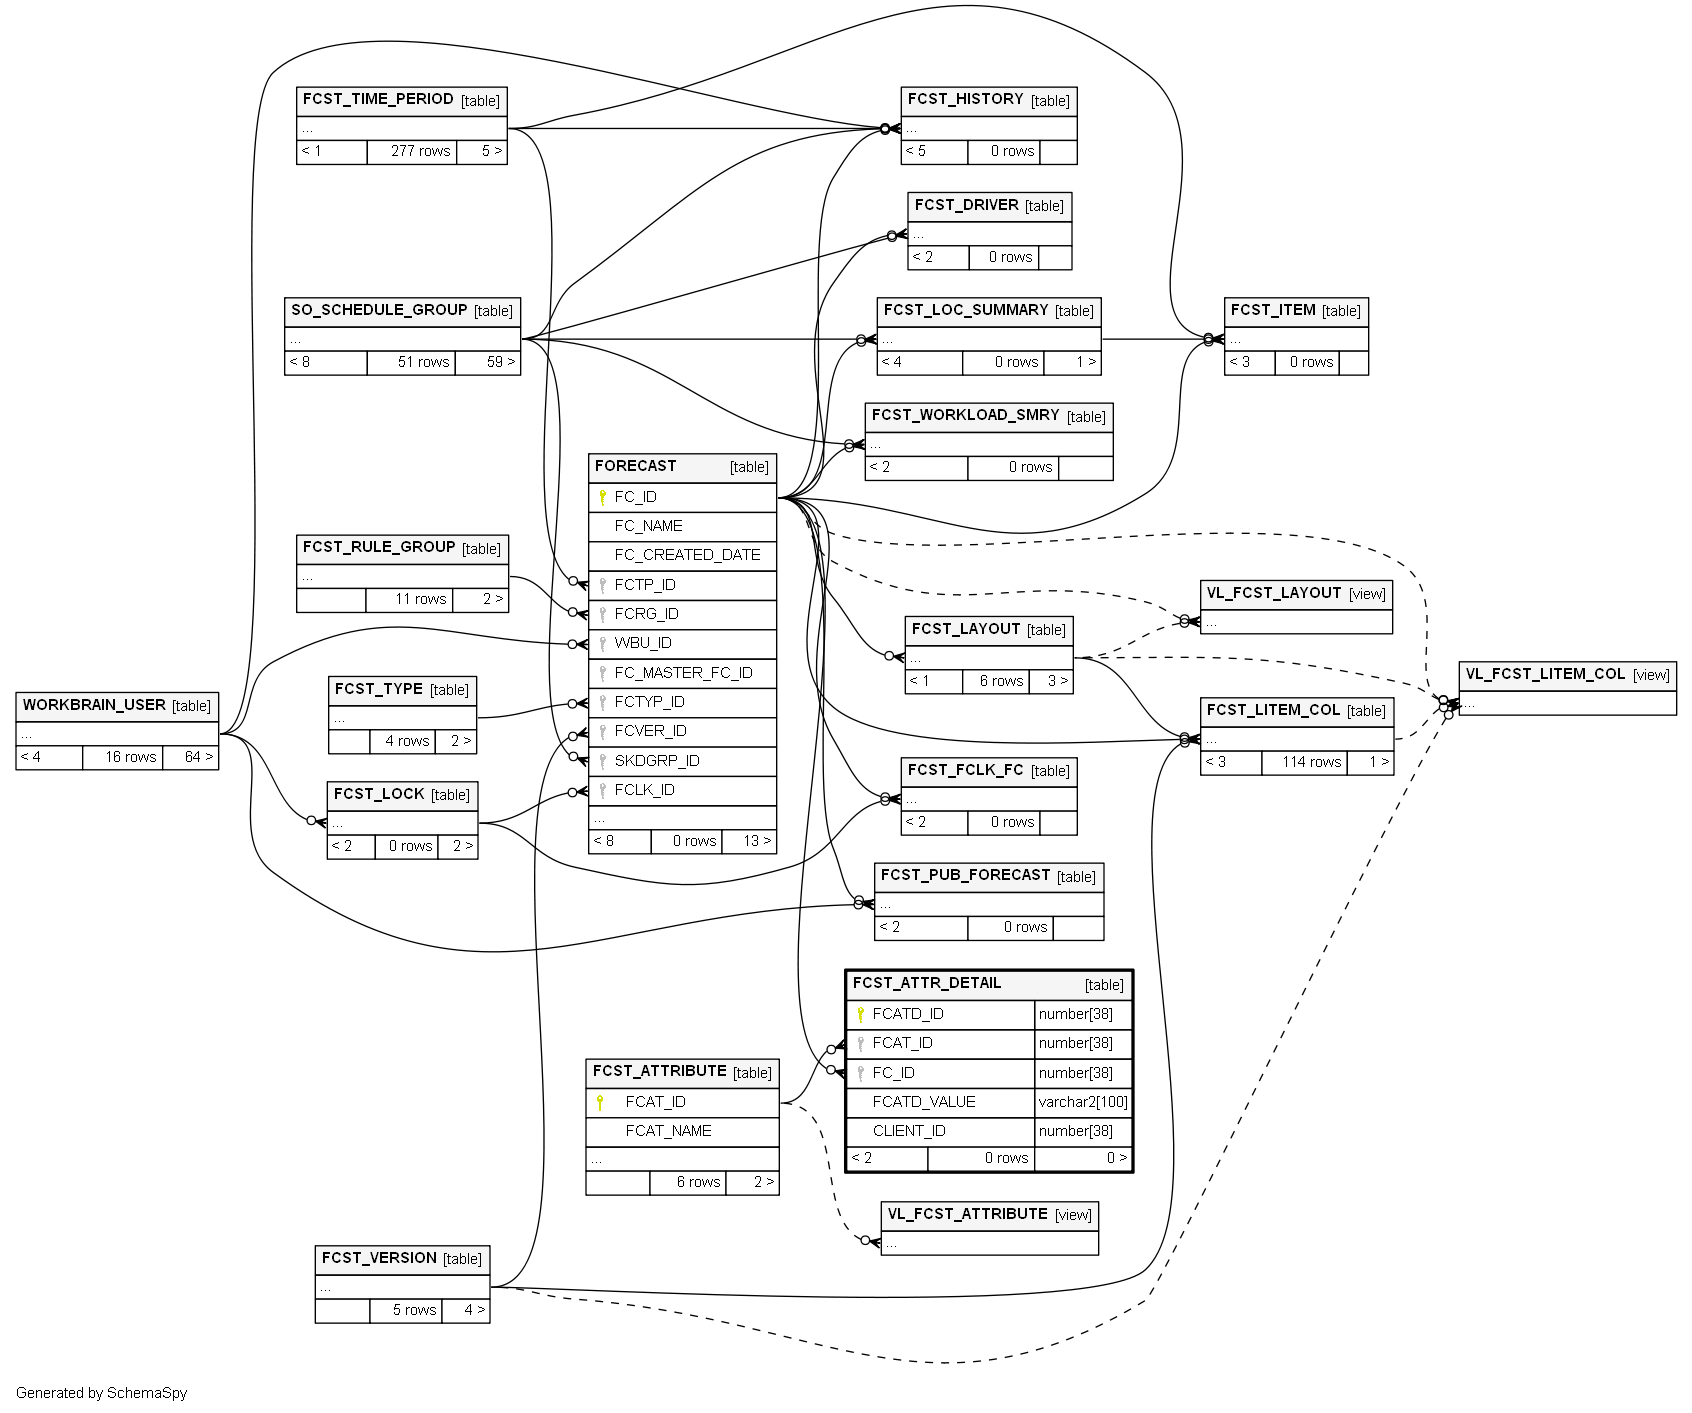 FCST_TIME_PERIOD [table]
...
< 1 277 rows 5 >
FCST_HISTORY [table]
...
< 5 0 rows
FCST_DRIVER [table]
...
< 2 0 rows
SO_SCHEDULE_GROUP [table]
...
< 8 51 rows 59 >
FCST_LOC_SUMMARY [table]
...
< 4 0 rows 1 >
FCST_ITEM [table]
...
< 3 0 rows
FCST_WORKLOAD_SMRY [table]
...
< 2 0 rows
FORECAST [table]
FC_ID
FC_NAME
FC_CREATED_DATE
FCTP_ID
FCRG_ID
WBU_ID
FC_MASTER_FC_ID
FCTYP_ID
FCVER_ID
SKDGRP_ID
FCLK_ID
...
< 8 0 rows 13 >
FCST_RULE_GROUP [table]
...
11 rows 2 >
VL_FCST_LAYOUT [view]
...
FCST_LAYOUT [table]
...
< 1 6 rows 3 >
VL_FCST_LITEM_COL [view]
...
WORKBRAIN_USER [table]
...
< 4 16 rows 64 >
FCST_TYPE [table]
...
4 rows 2 >
FCST_LITEM_COL [table]
...
< 3 114 rows 1 >
FCST_LOCK [table]
...
< 2 0 rows 2 >
FCST_FCLK_FC [table]
...
< 2 0 rows
FCST_PUB_FORECAST [table]
...
< 2 0 rows
FCST_ATTR_DETAIL [table]
FCATD_ID number[38]
FCAT_ID number[38]
FC_ID number[38]
FCATD_VALUE varchar2[100]
CLIENT_ID number[38]
< 2 0 rows 0 >
FCST_ATTRIBUTE [table]
FCAT_ID
FCAT_NAME
...
6 rows 2 >
VL_FCST_ATTRIBUTE [view]
...
FCST_VERSION [table]
...
5 rows 4 >
Generated by SchemaSpy